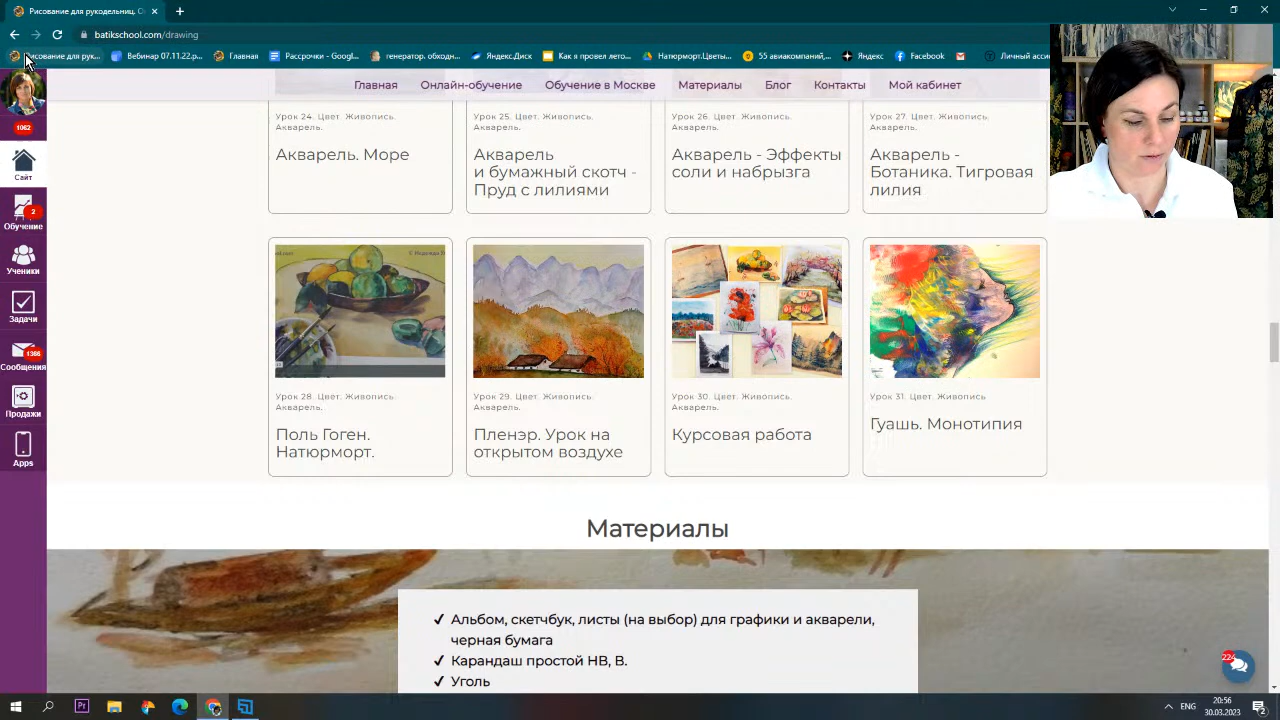 Рисование для рукодельниц. С
batikschool.com/drawing
Рисование для рук...
Вебинар 07.11.22.р...
Главная
Рассрочки - Googl...
генератор. обходн...
Яндекс.Диск
Как я провел лето...
Натюрморт.Цветы...
55 авиакомпаний,...
Яндекс
Facebook
Личный асси
Главная
Онлайн-обучение
Обучение в Москве
Материалы
Блог
Контакты
Мой кабинет
1062
Сайт
2
Обучение
Ученики
Задачи
1366
Сообщения
Продажи
Apps
Урок 24. Цвет. Живопись.
Акварель.
Акварель. Море
Урок 25. Цвет. Живопись.
Акварель.
Акварель
и бумажный скотч -
Пруд с лилиями
Урок 26. Цвет. Живопись.
Акварель.
Акварель - Эффекты
соли и набрызга
Урок 27. Цвет. Живопись.
Акварель.
Акварель -
Ботаника. Тигровая
лилия
Урок 28. Цвет. Живопись.
Акварель.
Поль Гоген.
Натюрморт.
Урок 29. Цвет. Живопись.
Акварель.
Пленэр. Урок на
открытом воздухе
Урок 30. Цвет. Живопись.
Акварель.
Курсовая работа
Урок 31. Цвет. Живопись
Гуашь. Монотипия
Материалы
✓ Альбом, скетчбук, листы (на выбор) для графики и акварели,
черная бумага
✓ Карандаш простой HB, B.
✓ Уголь
224
Pr
ENG
20:56
30.03.2023
2